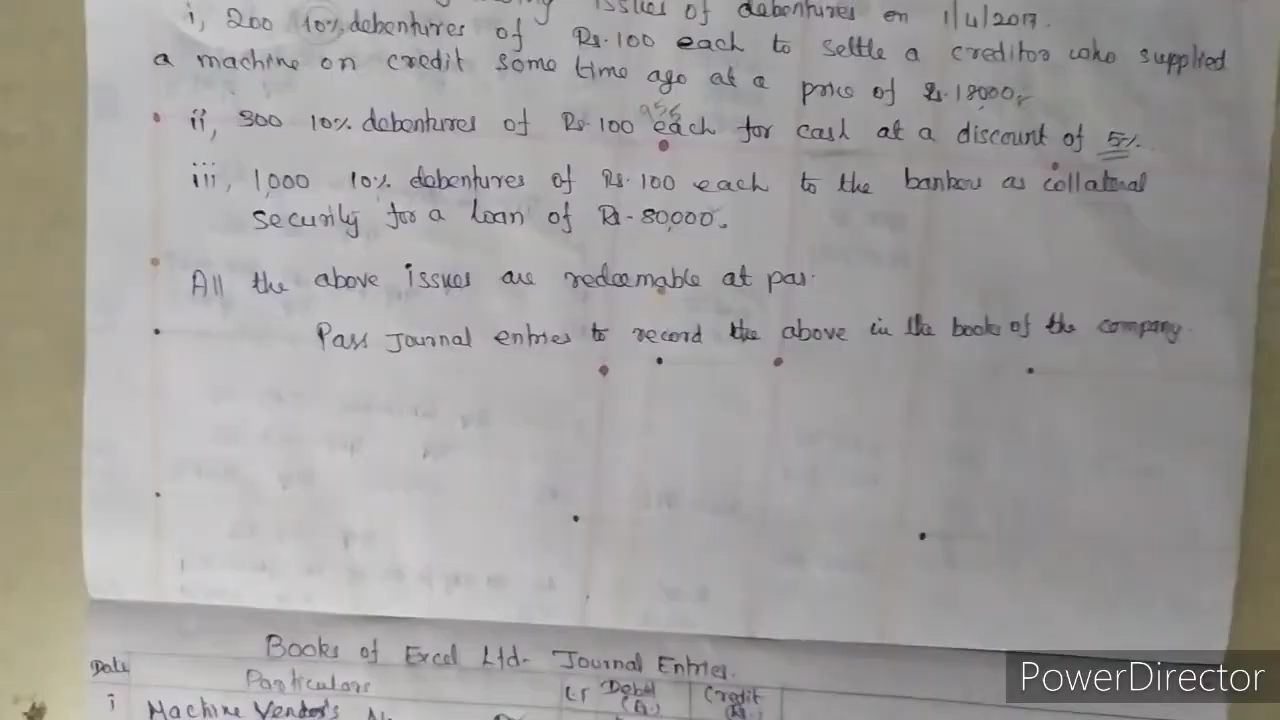 issues of debentures on 1/4/2017.
i, 200 10% debentures of Rs.100 each to settle a creditor who supplied
a machine on credit some time ago at a price of Rs.18000/-
95€
ii, 300 10% debentures of Rs.100 each for cash at a discount of 5%.
iii, 1,000 10% debentures of Rs.100 each to the bankers as collateral
security for a loan of Rs-80,000.
All the above issues are redeemable at par.
Pass Journal entries to record the above in the books of the company.
Books of Excel Ltd- Journal Entries.
Date Particulars LF Debit (Rs.) Credit (Rs.)
i Machine Vendor's A/c
PowerDirector